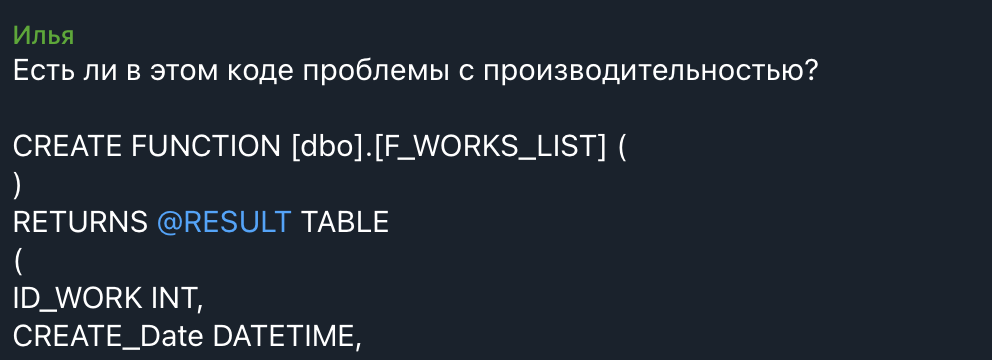 Илья
Есть ли в этом коде проблемы с производительностью?
CREATE FUNCTION [dbo].[F_WORKS_LIST] (
)
RETURNS @RESULT TABLE
(
ID_WORK INT,
CREATE_Date DATETIME,